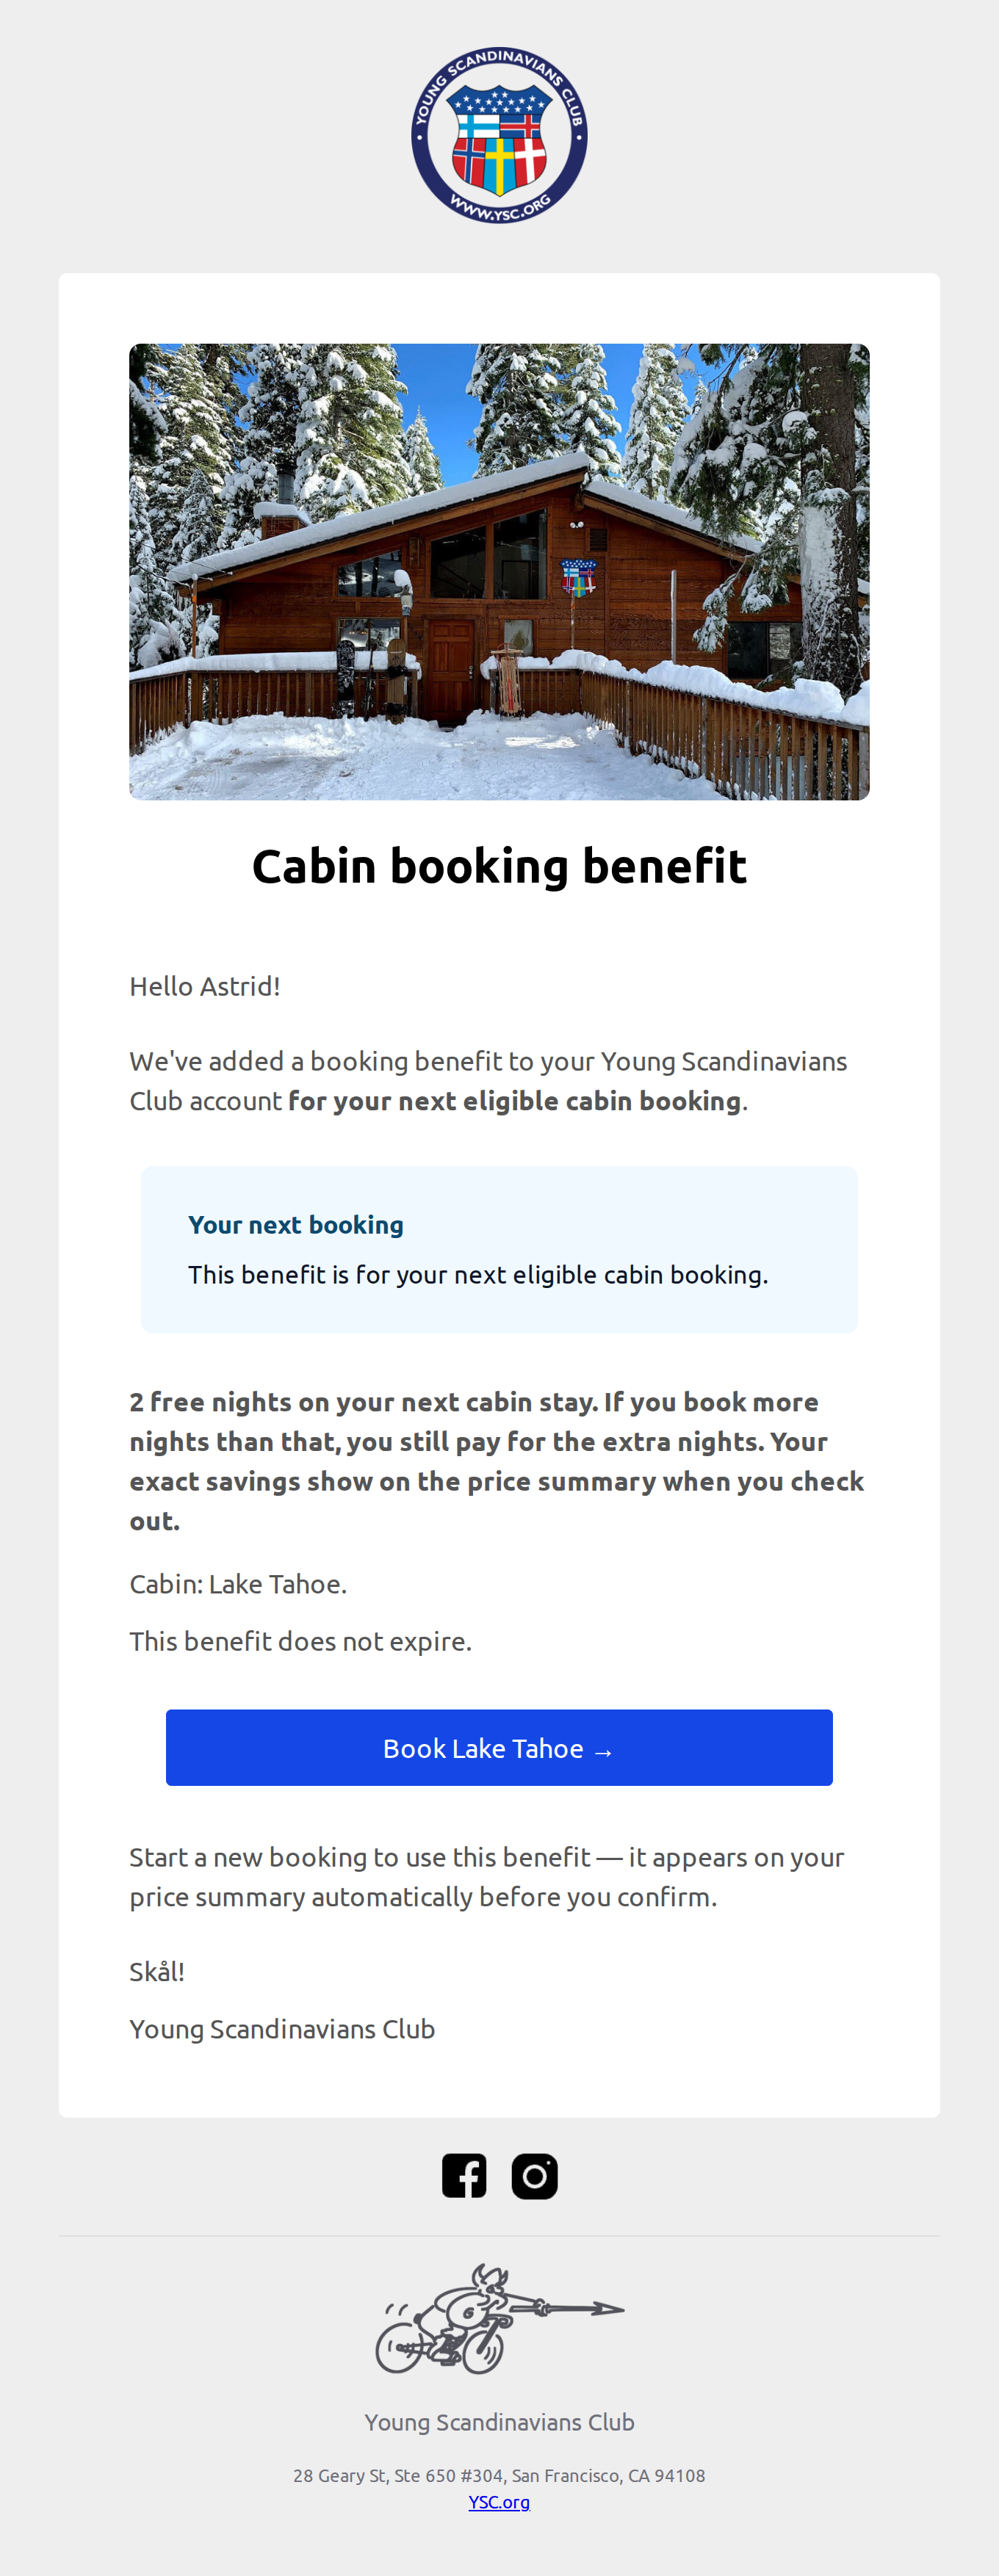 YOUNG SCANDINAVIANS CLUB
WWW.YSC.ORG
Cabin booking benefit
Hello Astrid!
We've added a booking benefit to your Young Scandinavians
Club account for your next eligible cabin booking.
Your next booking
This benefit is for your next eligible cabin booking.
2 free nights on your next cabin stay. If you book more
nights than that, you still pay for the extra nights. Your
exact savings show on the price summary when you check
out.
Cabin: Lake Tahoe.
This benefit does not expire.
Book Lake Tahoe →
Start a new booking to use this benefit — it appears on your
price summary automatically before you confirm.
Skål!
Young Scandinavians Club
6
Young Scandinavians Club
28 Geary St, Ste 650 #304, San Francisco, CA 94108
YSC.org